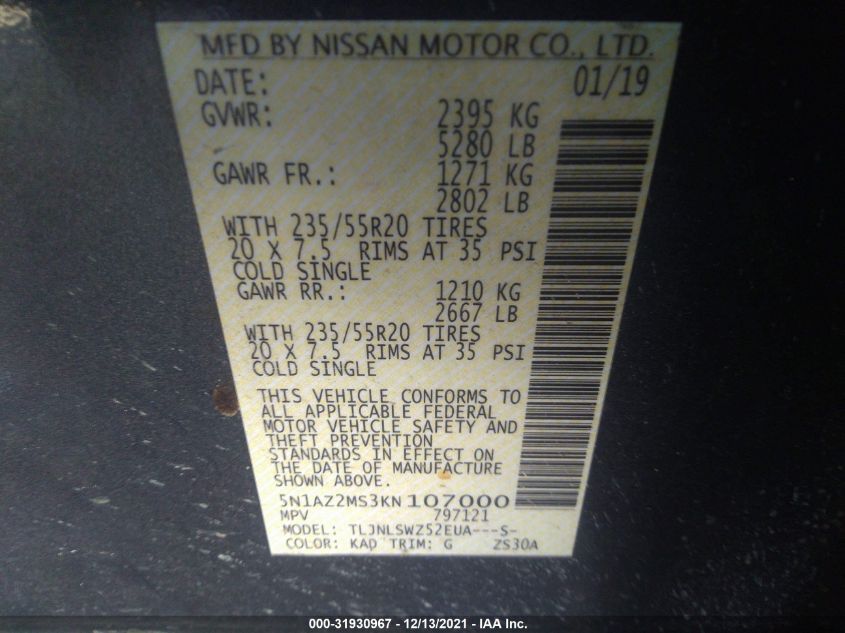 MFD BY NISSAN MOTOR CO., LTD.
DATE: 01/19
GVWR: 2395 KG
5280 LB
GAWR FR.: 1271 KG
2802 LB
WITH 235/55R20 TIRES
20 X 7.5 RIMS AT 35 PSI
COLD SINGLE
GAWR RR.: 1210 KG
2667 LB
WITH 235/55R20 TIRES
20 X 7.5 RIMS AT 35 PSI
COLD SINGLE
THIS VEHICLE CONFORMS TO
ALL APPLICABLE FEDERAL
MOTOR VEHICLE SAFETY AND
THEFT PREVENTION
STANDARDS IN EFFECT ON
THE DATE OF MANUFACTURE
SHOWN ABOVE.
5N1AZ2MS3KN107000
MPV 797121
MODEL: TLJNLSWZ52EUA---S-
COLOR: KAD TRIM: G ZS30A
000-31930967 - 12/13/2021 - IAA Inc.